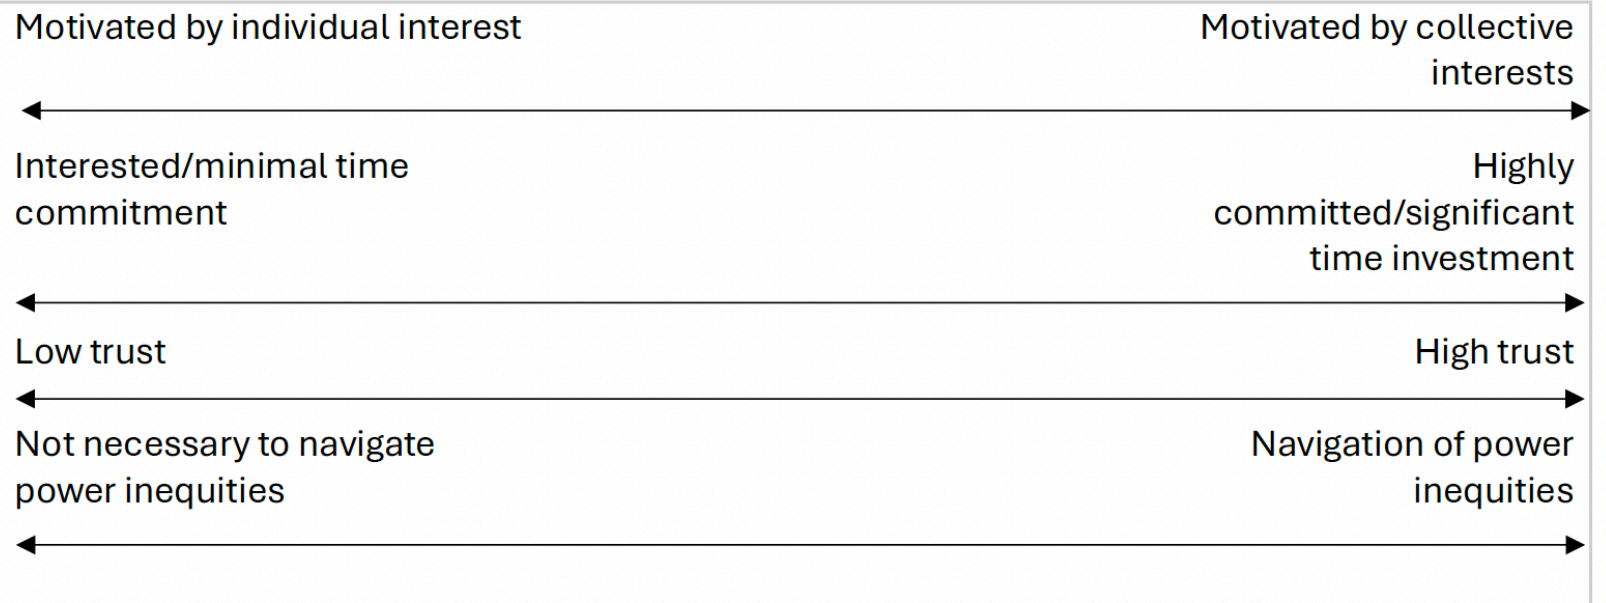 Motivated by individual interest
Motivated by collective
interests
Interested/minimal time
commitment
Highly
committed/significant
time investment
Low trust
High trust
Not necessary to navigate
power inequities
Navigation of power
inequities